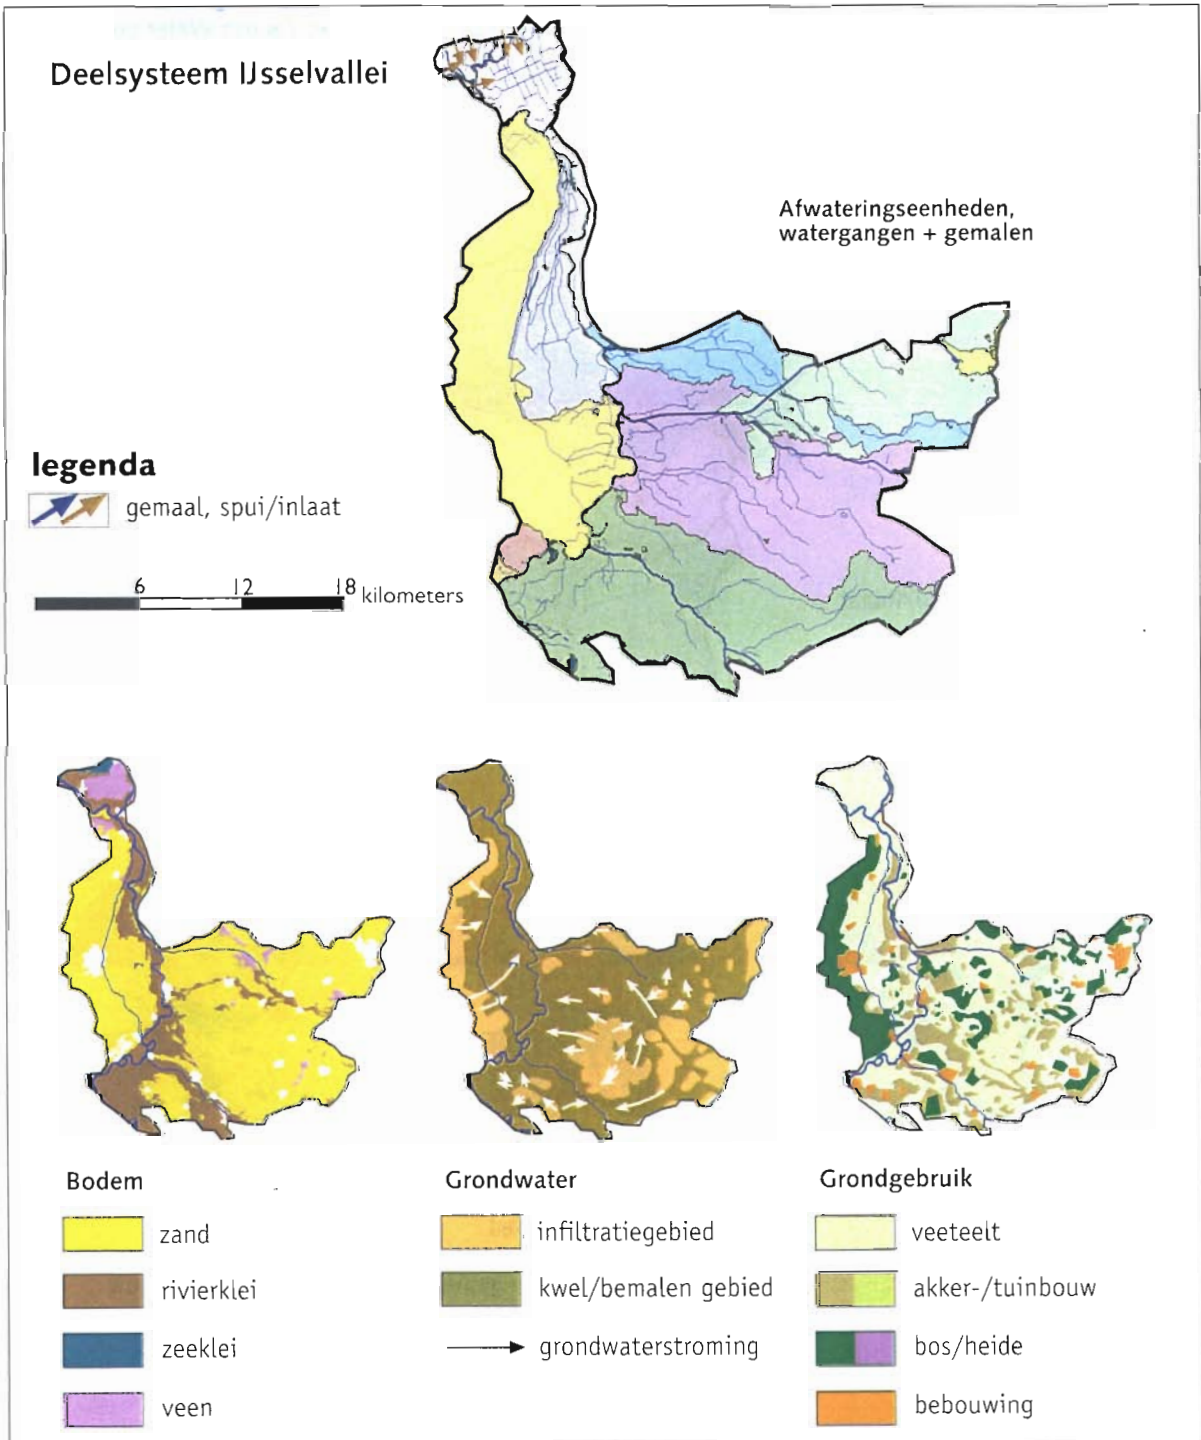 Deelsysteem IJsselvallei
Afwateringseenheden,
watergangen + gemalen
legenda
gemaal, spui/inlaat
6 12 18 kilometers
Bodem
zand
rivierklei
zeeklei
veen
Grondwater
infiltratiegebied
kwel/bemalen gebied
grondwaterstroming
Grondgebruik
veeteelt
akker-/tuinbouw
bos/heide
bebouwing